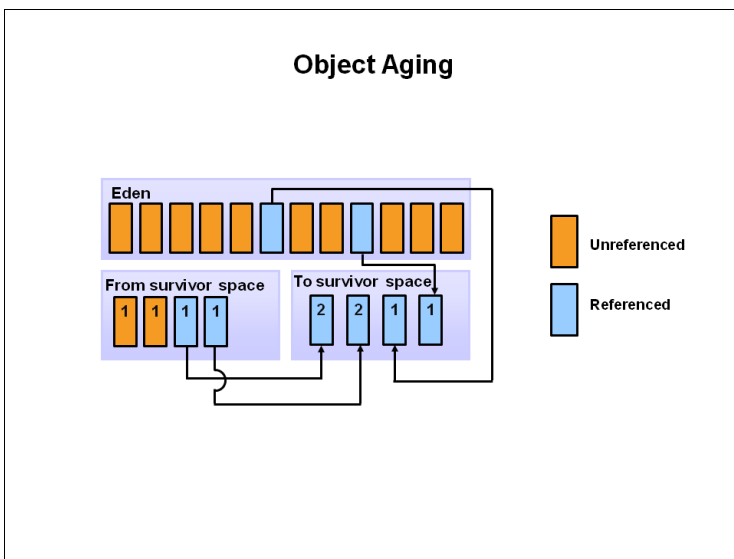 Object Aging
Eden
Unreferenced
From survivor space
To survivor space
Referenced
1 1 1 1
2 2 1 1